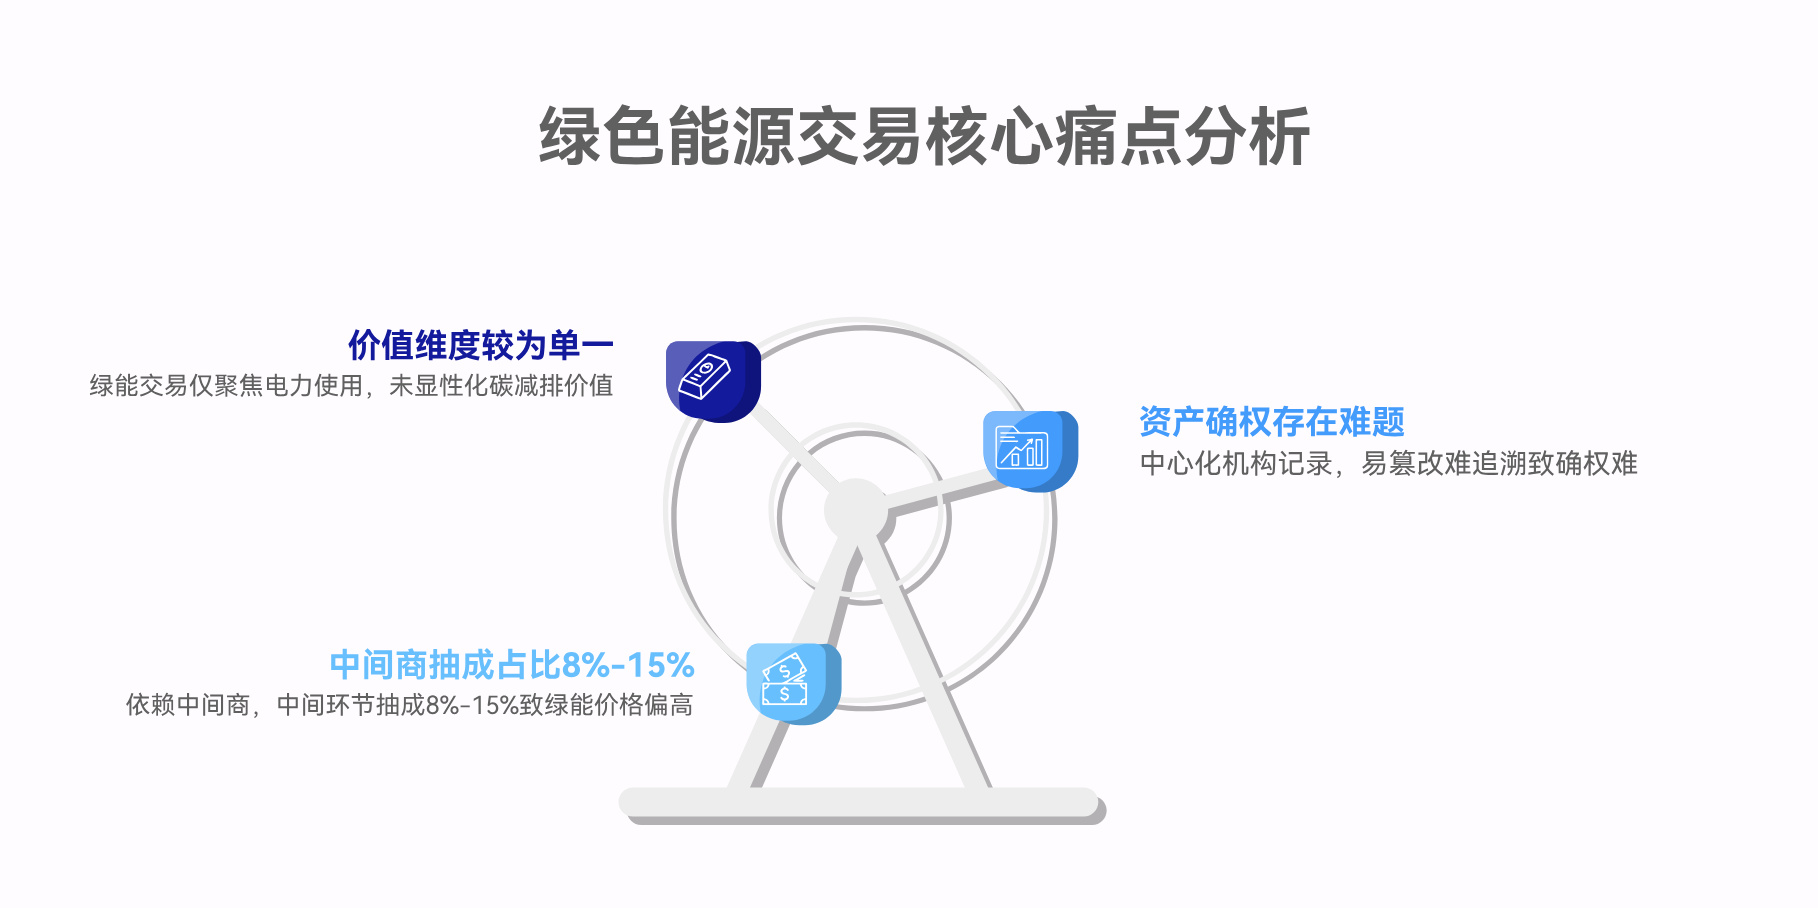 绿色能源交易核心痛点分析
价值维度较为单一
绿能交易仅聚焦电力使用，未显性化碳减排价值
资产确权存在难题
中心化机构记录，易篡改难追溯致确权难
中间商抽成占比8%-15%
依赖中间商，中间环节抽成8%-15%致绿能价格偏高